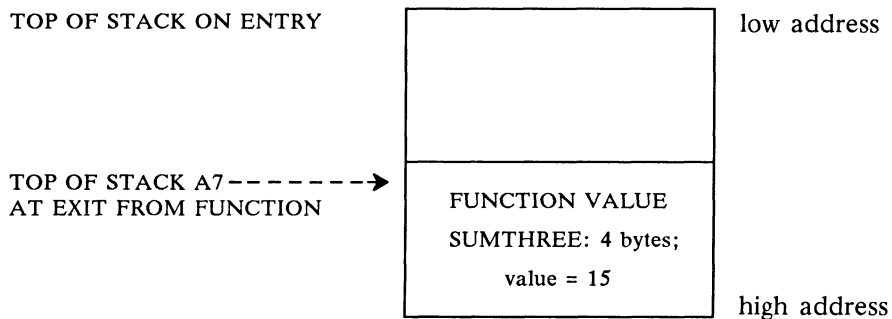 TOP OF STACK ON ENTRY
low address
TOP OF STACK A7
AT EXIT FROM FUNCTION
FUNCTION VALUE
SUMTHREE: 4 bytes;
value = 15
high address